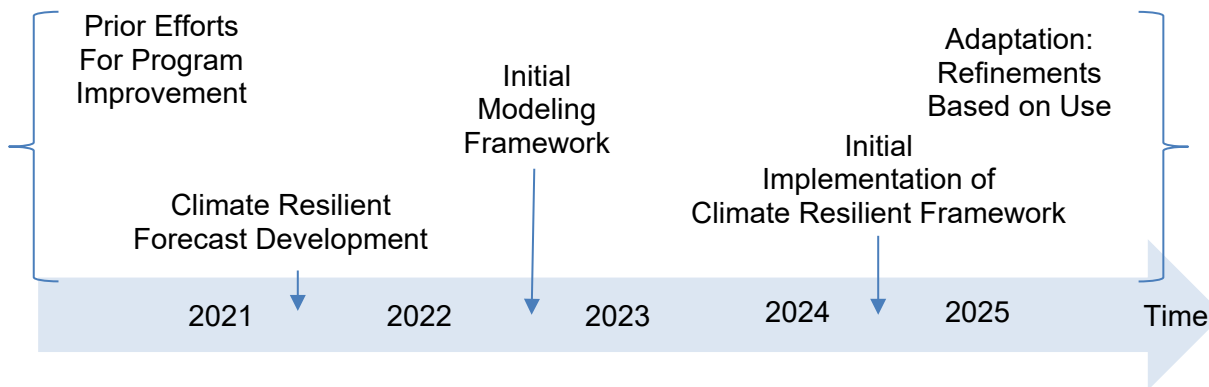 Prior Efforts
For Program
Improvement
Climate Resilient
Forecast Development
Initial
Modeling
Framework
Initial
Implementation of
Climate Resilient Framework
Adaptation:
Refinements
Based on Use
2021 2022 2023 2024 2025 Time